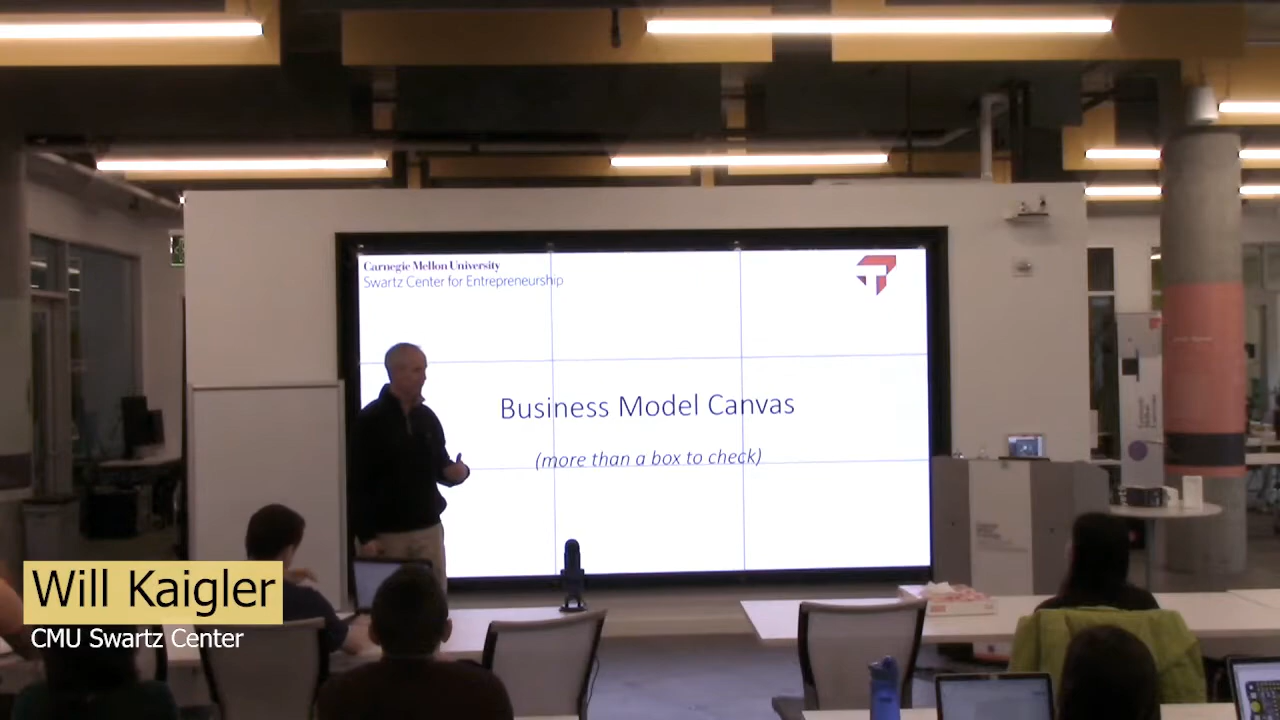 Carnegie Mellon University
Swartz Center for Entrepreneurship
T
Business Model Canvas
(more than a box to check)
Will Kaigler
CMU Swartz Center